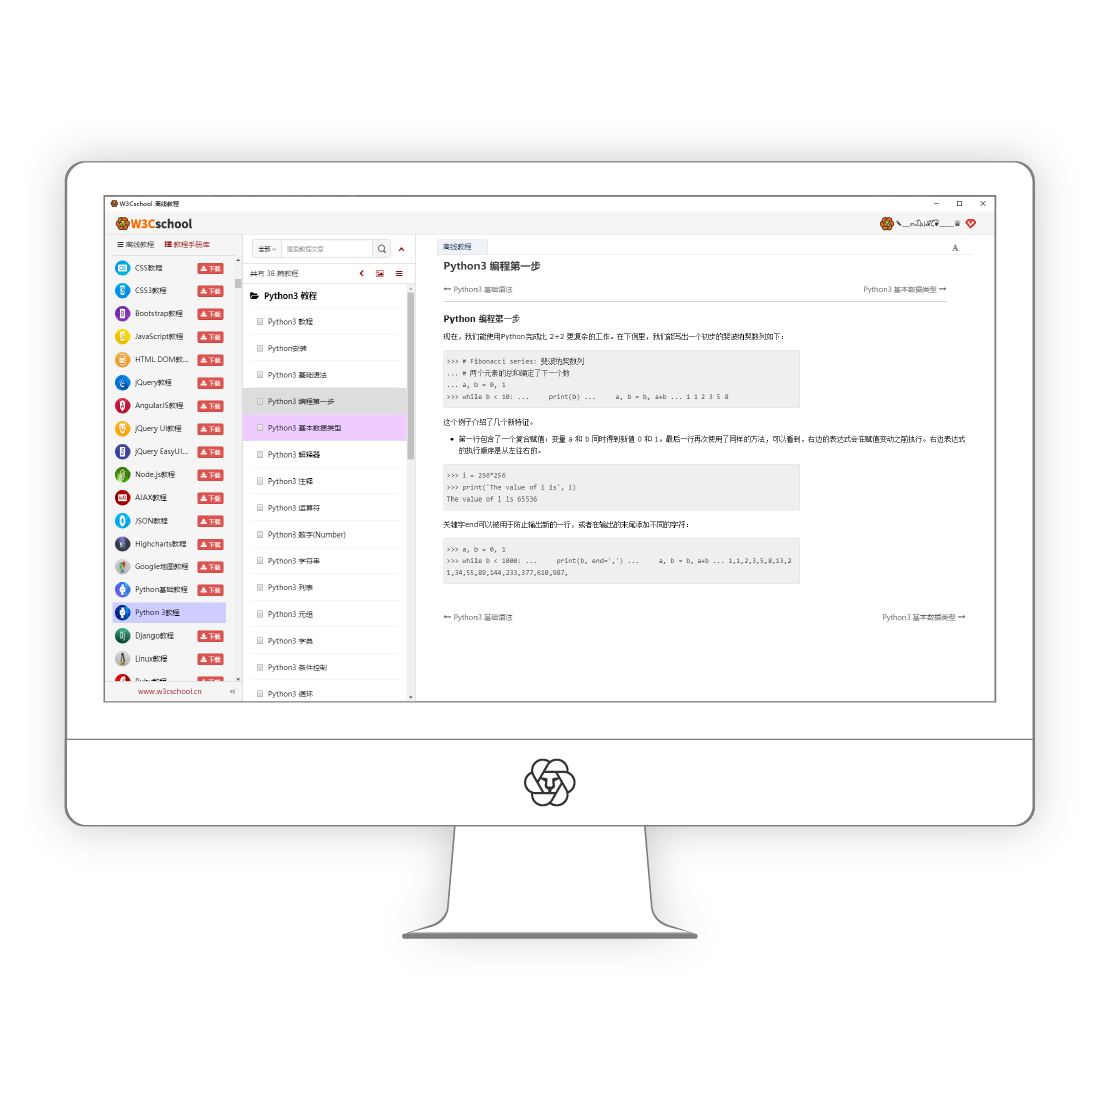 W3Cschool 离线教程
W3Cschool
离线教程 教程手册库
CSS教程 下载
CSS3教程 下载
Bootstrap教程 下载
JavaScript教程 下载
HTML DOM教... 下载
jQuery教程 下载
AngularJS教程 下载
jQuery UI教程 下载
jQuery EasyUI... 下载
Node.js教程 下载
AJAX教程 下载
JSON教程 下载
Highcharts教程 下载
Google地图教程 下载
Python基础教程 下载
Python 3教程
Django教程 下载
Linux教程 下载
www.w3cschool.cn «
全部 搜索教程文章
共有 38 篇教程
Python3 教程
Python3 教程
Python安装
Python3 基础语法
Python3 编程第一步
Python3 基本数据类型
Python3 解释器
Python3 注释
Python3 运算符
Python3 数字(Number)
Python3 字符串
Python3 列表
Python3 元组
Python3 字典
Python3 条件控制
Python3 循环
离线教程
A
Python3 编程第一步
← Python3 基础语法 Python3 基本数据类型 →
Python 编程第一步
现在，我们能使用Python完成比 2+2 更复杂的工作。在下例里，我们能写出一个初步的斐波纳契数列如下：
>>> # Fibonacci series: 斐波纳契数列
... # 两个元素的总和确定了下一个数
... a, b = 0, 1
>>> while b < 10: ...     print(b) ...     a, b = b, a+b ... 1 1 2 3 5 8
这个例子介绍了几个新特征。
• 第一行包含了一个复合赋值：变量 a 和 b 同时得到新值 0 和 1。最后一行再次使用了同样的方法，可以看到，右边的表达式会在赋值变动之前执行。右边表达式
的执行顺序是从左往右的。
>>> i = 256*256
>>> print('The value of i is', i)
The value of i is 65536
关键字end可以被用于防止输出新的一行，或者在输出的末尾添加不同的字符：
>>> a, b = 0, 1
>>> while b < 1000: ...     print(b, end=',') ...     a, b = b, a+b ... 1,1,2,3,5,8,13,2
1,34,55,89,144,233,377,610,987,
← Python3 基础语法 Python3 基本数据类型 →